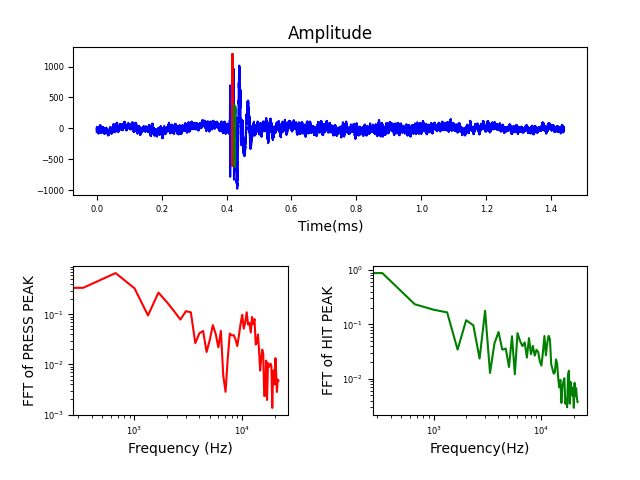 Amplitude
1000
500
0
−500
−1000
0.0 0.2 0.4 0.6 0.8 1.0 1.2 1.4
Time(ms)
FFT of PRESS PEAK
10⁻¹
10⁻²
10⁻³
10³ 10⁴
Frequency (Hz)
FFT of HIT PEAK
10⁰
10⁻¹
10⁻²
10³ 10⁴
Frequency(Hz)